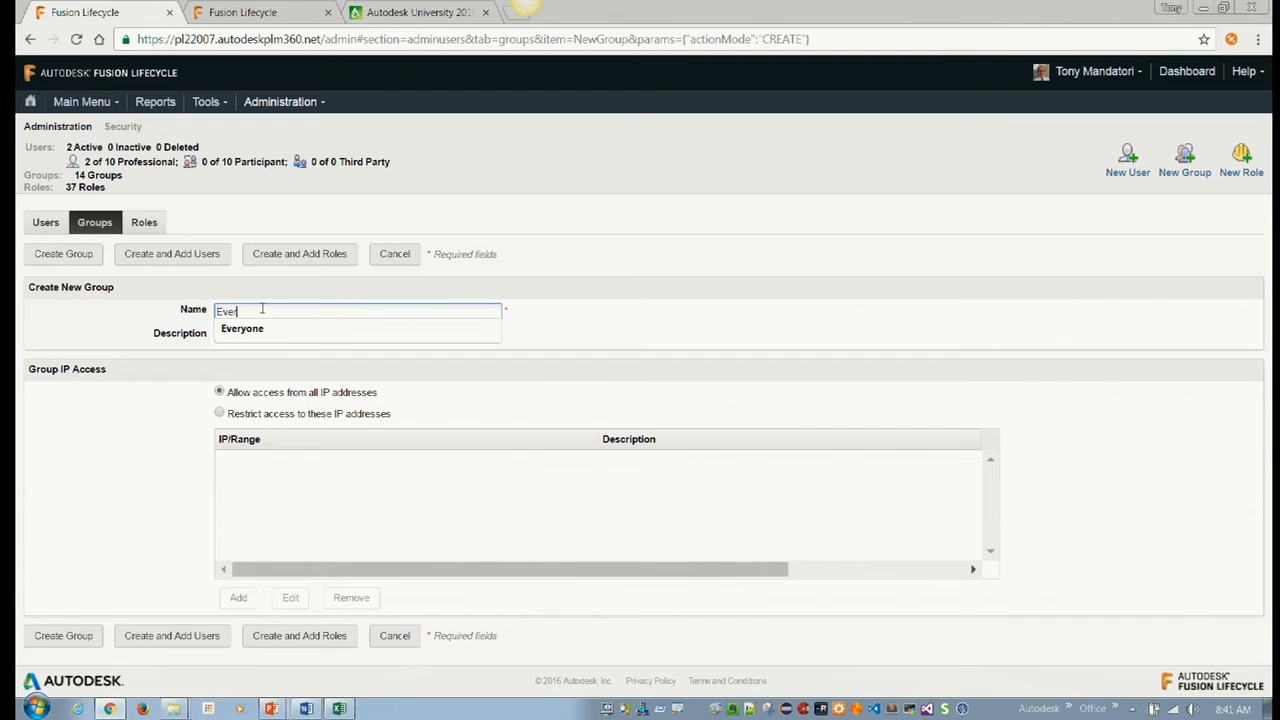 Fusion Lifecycle × Fusion Lifecycle × Autodesk University 201 × Tony
https://pl22007.autodeskplm360.net/admin#section=adminusers&tab=groups&item=NewGroup&params={"actionMode":"CREATE"}
AUTODESK® FUSION LIFECYCLE Tony Mandatori Dashboard Help
Main Menu Reports Tools Administration
Administration Security
Users: 2 Active 0 Inactive 0 Deleted
2 of 10 Professional; 0 of 10 Participant; 0 of 0 Third Party
Groups: 14 Groups
Roles: 37 Roles
New User New Group New Role
Users Groups Roles
Create Group Create and Add Users Create and Add Roles Cancel * Required fields
Create New Group
Name Ever *
Everyone
Description
Group IP Access
Allow access from all IP addresses
Restrict access to these IP addresses
IP/Range Description
Add Edit Remove
Create Group Create and Add Users Create and Add Roles Cancel * Required fields
AUTODESK. © 2016 Autodesk, Inc. Privacy Policy Terms and Conditions AUTODESK® FUSION LIFECYCLE
Autodesk » Office » 8:41 AM